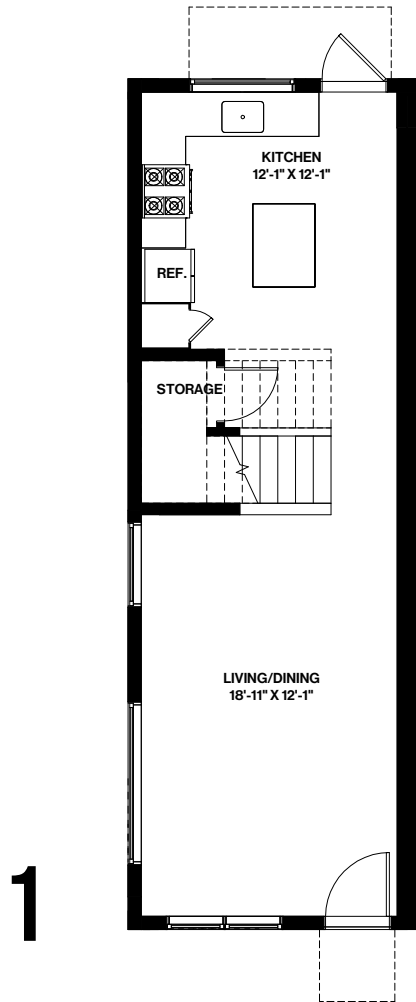 KITCHEN
12'-1" X 12'-1"
REF.
STORAGE
LIVING/DINING
18'-11" X 12'-1"
1